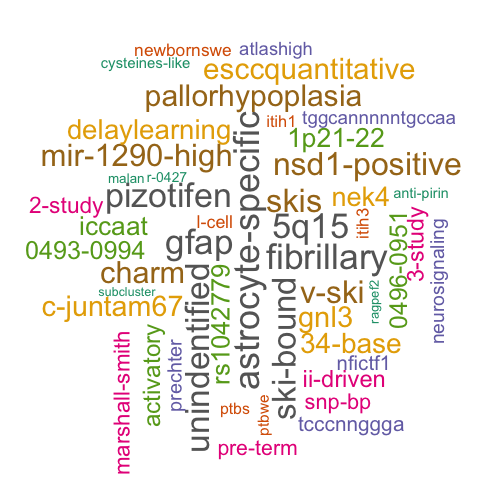 newbornswe
atlashigh
cysteines-like
esccquantitative
pallorhypoplasia
itih1
tggcannnnntgccaa
delaylearning
1p21-22
mir-1290-high
nsd1-positive
malan
r-0427
pizotifen
skis
nek4
anti-pirin
2-study
l-cell
5q15
itih3
iccaat
gfap
3-study
0493-0994
fibrillary
0496-0951
neurosignaling
charm
astrocyte-specific
subcluster
rs1042779
v-ski
ragpef2
c-juntam67
unindentified
ski-bound
gnl3
activatory
34-base
marshall-smith
prechter
nfictf1
ii-driven
ptbs
ptbwe
snp-bp
tcccnnggga
pre-term